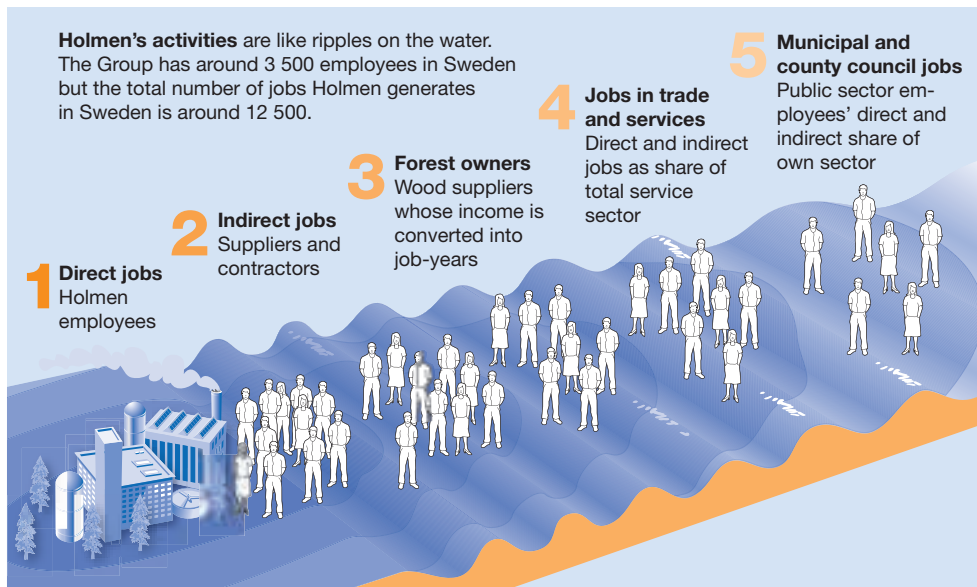 Holmen's activities are like ripples on the water.
The Group has around 3 500 employees in Sweden
but the total number of jobs Holmen generates
in Sweden is around 12 500.
1 Direct jobs
Holmen
employees
2 Indirect jobs
Suppliers and
contractors
3 Forest owners
Wood suppliers
whose income is
converted into
job-years
4 Jobs in trade
and services
Direct and indirect
jobs as share of
total service
sector
5 Municipal and
county council jobs
Public sector em-
ployees' direct and
indirect share of
own sector